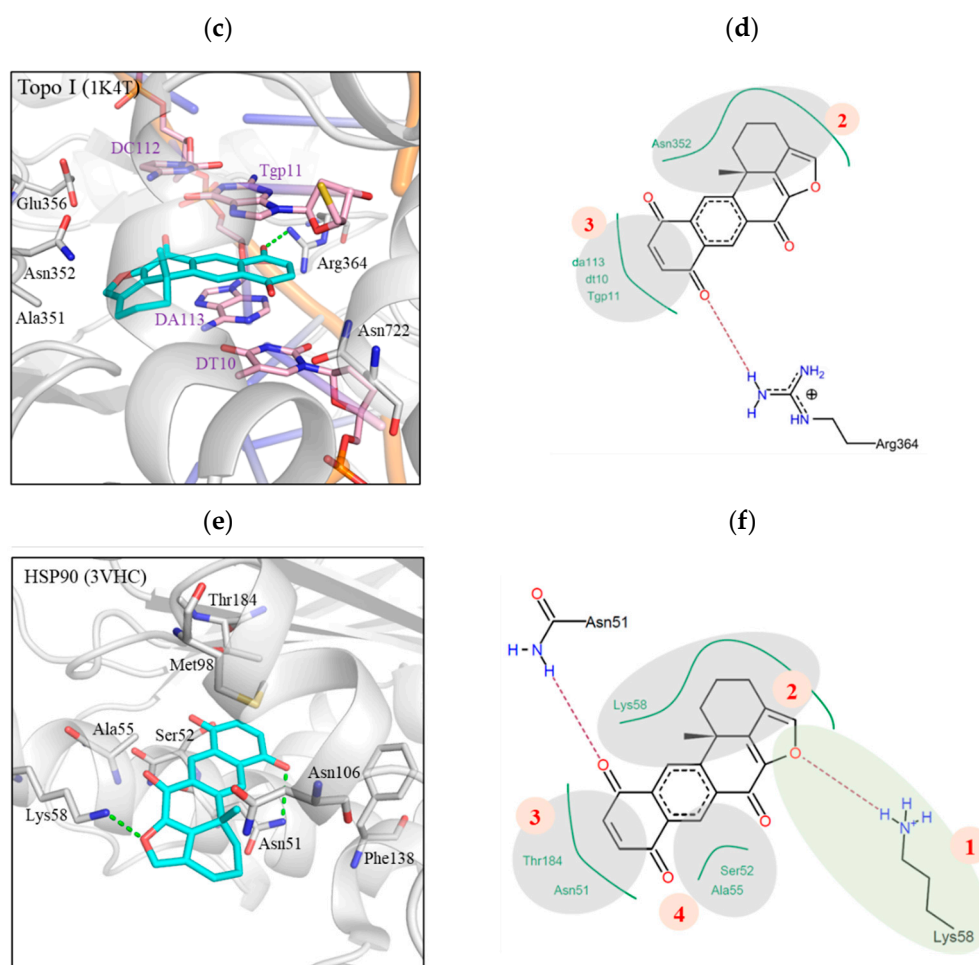 (c)
(d)
Topo I (1K4T)
DC112
Tgp11
Glu356
Asn352
Arg364
Ala351
DA113
Asn722
DT10
Asn352
2
O
3
O
O
da113
dt10
Tgp11
O
H
NH2
N
H
⊕
HN
Arg364
(e)
(f)
HSP90 (3VHC)
Thr184
Met98
Ala55
Ser52
Asn106
Lys58
Asn51
Phe138
O
Asn51
H-N
H
Lys58
2
O
O
3
H
H
N+
H
1
Thr184
Asn51
O
Ser52
Ala55
O
4
Lys58